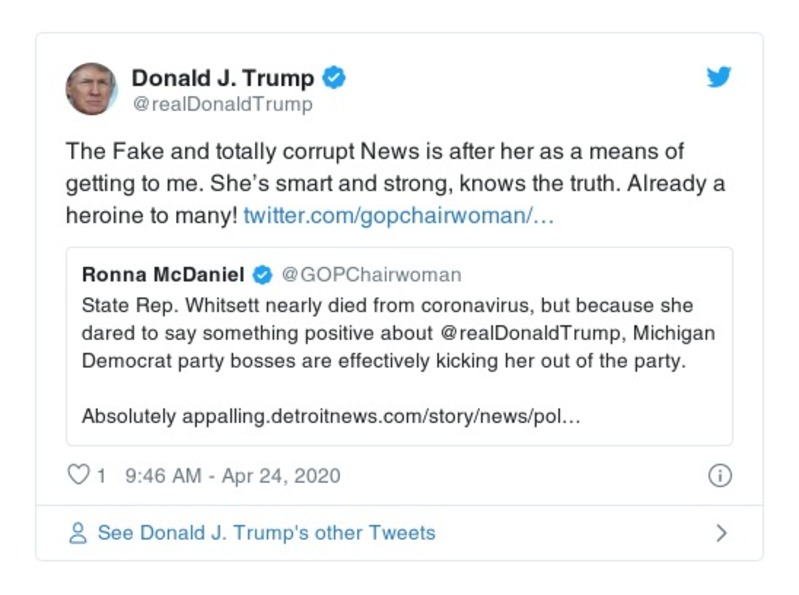 Donald J. Trump
@realDonaldTrump
The Fake and totally corrupt News is after her as a means of
getting to me. She’s smart and strong, knows the truth. Already a
heroine to many! twitter.com/gopchairwoman/…
Ronna McDaniel @GOPChairwoman
State Rep. Whitsett nearly died from coronavirus, but because she
dared to say something positive about @realDonaldTrump, Michigan
Democrat party bosses are effectively kicking her out of the party.
Absolutely appalling.detroitnews.com/story/news/pol…
1 9:46 AM - Apr 24, 2020
See Donald J. Trump's other Tweets